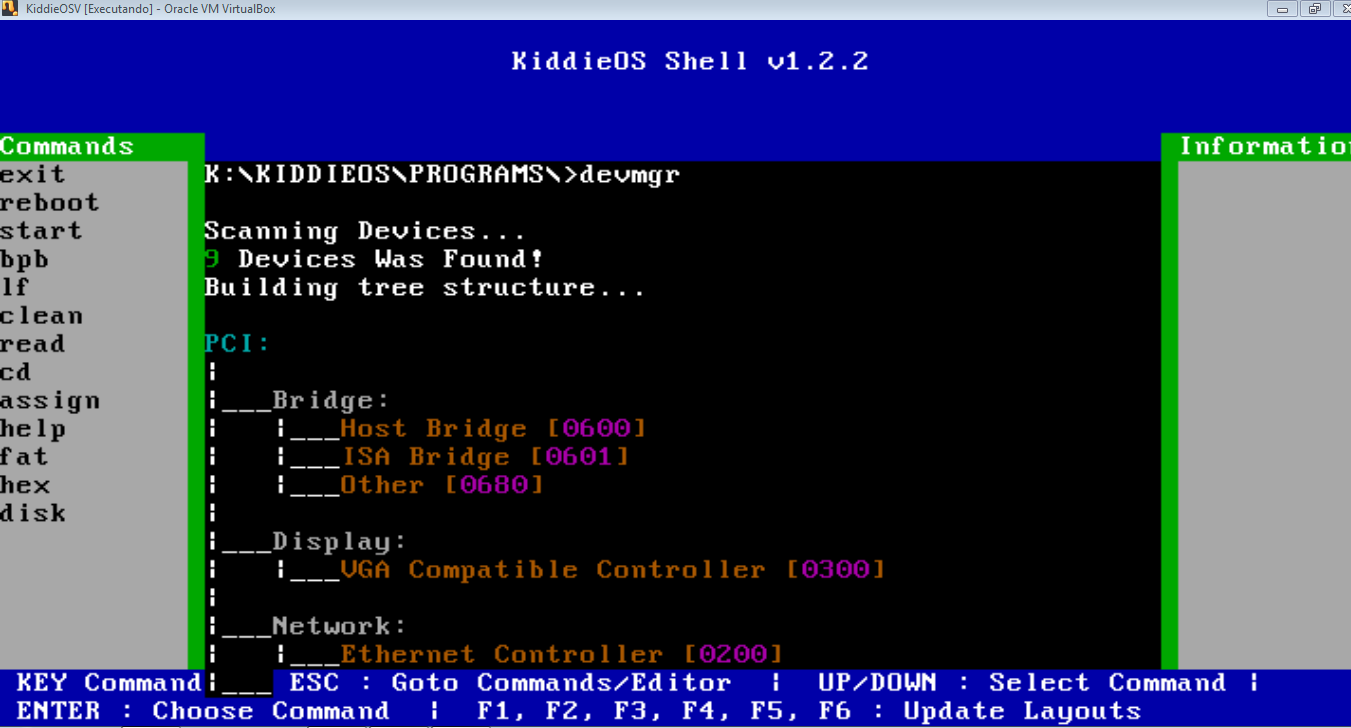 KiddieOSV [Executando] - Oracle VM VirtualBox
KiddieOS Shell v1.2.2
Commands
exit
reboot
start
bpb
lf
clean
read
cd
assign
help
fat
hex
disk
K:\KIDDIEOS\PROGRAMS\>devmgr
Scanning Devices...
9 Devices Was Found!
Building tree structure...
PCI:
¦
¦___Bridge:
¦   ¦___Host Bridge [0600]
¦   ¦___ISA Bridge [0601]
¦   ¦___Other [0680]
¦
¦___Display:
¦   ¦___VGA Compatible Controller [0300]
¦
¦___Network:
¦   ¦___Ethernet Controller [0200]
¦___
Informatio
KEY Command ESC : Goto Commands/Editor ¦ UP/DOWN : Select Command ¦
ENTER : Choose Command ¦ F1, F2, F3, F4, F5, F6 : Update Layouts